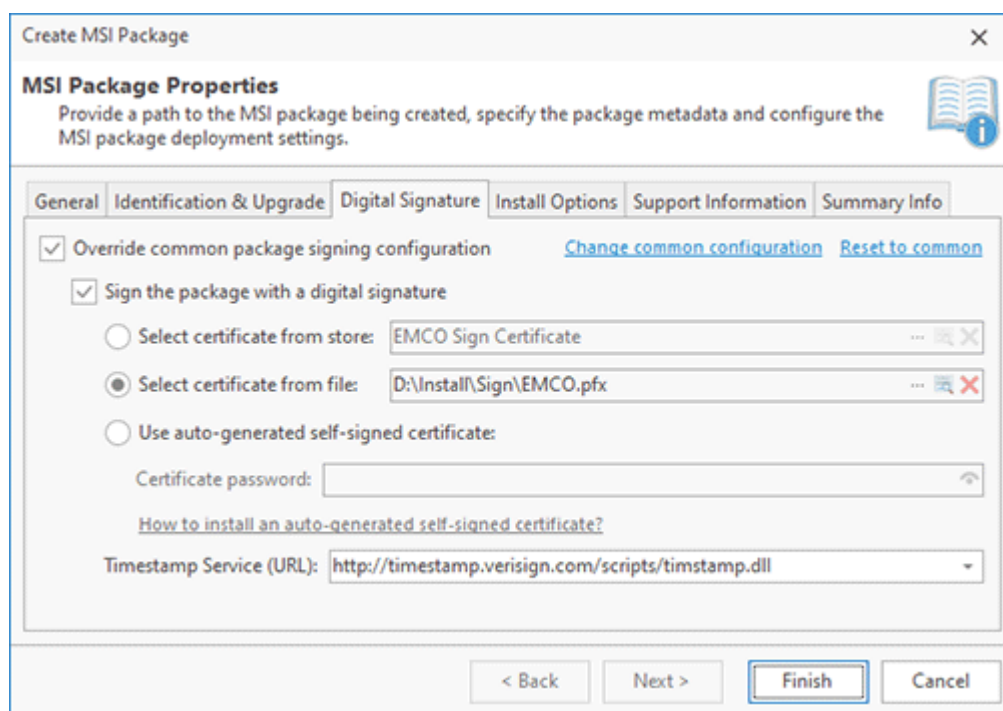 Create MSI Package
MSI Package Properties
Provide a path to the MSI package being created, specify the package metadata and configure the
MSI package deployment settings.
General Identification & Upgrade Digital Signature Install Options Support Information Summary Info
Override common package signing configuration Change common configuration Reset to common
Sign the package with a digital signature
Select certificate from store: EMCO Sign Certificate ...
Select certificate from file: D:\Install\Sign\EMCO.pfx ...
Use auto-generated self-signed certificate:
Certificate password:
How to install an auto-generated self-signed certificate?
Timestamp Service (URL): http://timestamp.verisign.com/scripts/timstamp.dll
< Back Next > Finish Cancel